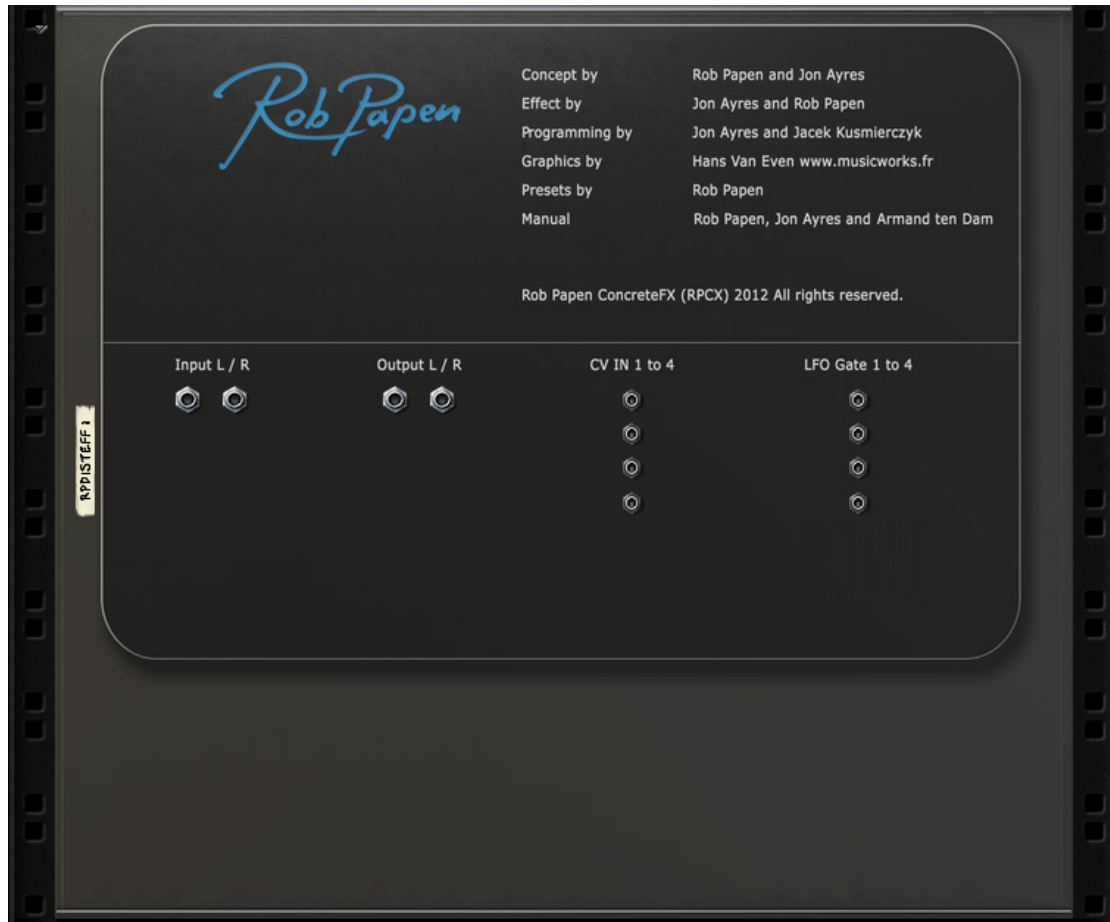 Rob Papen
Concept by Rob Papen and Jon Ayres
Effect by Jon Ayres and Rob Papen
Programming by Jon Ayres and Jacek Kusmierczyk
Graphics by Hans Van Even www.musicworks.fr
Presets by Rob Papen
Manual Rob Papen, Jon Ayres and Armand ten Dam
Rob Papen ConcreteFX (RPCX) 2012 All rights reserved.
Input L / R Output L / R CV IN 1 to 4 LFO Gate 1 to 4
RPDISTEFF 1